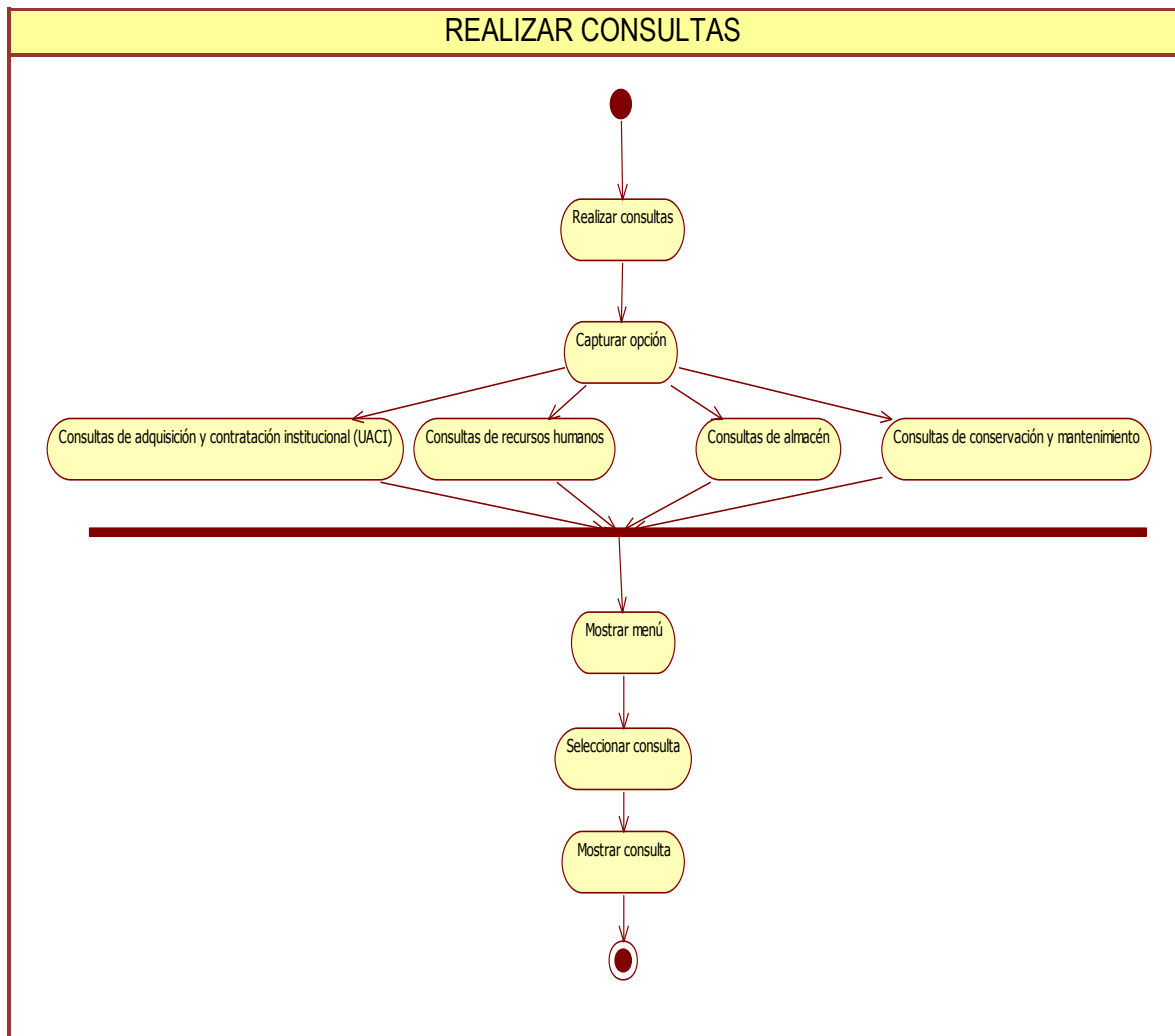 REALIZAR CONSULTAS
Realizar consultas
Capturar opción
Consultas de adquisición y contratación institucional (UACI)
Consultas de recursos humanos
Consultas de almacén
Consultas de conservación y mantenimiento
Mostrar menú
Seleccionar consulta
Mostrar consulta